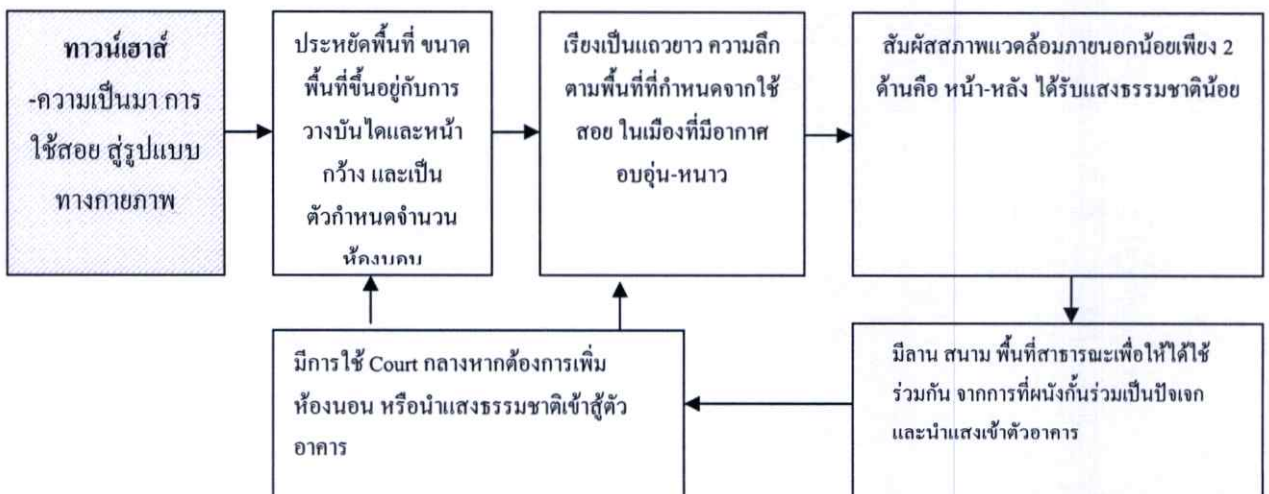 ทาวน์เฮาส์
-ความเป็นมา การ
ใช้สอย สู่รูปแบบ
ทางกายภาพ
ประหยัดพื้นที่ ขนาด
พื้นที่ขึ้นอยู่กับการ
วางบันไดและหน้า
กว้าง และเป็น
ตัวกำหนดจำนวน
ห้องนอน
เรียงเป็นแถวยาว ความลึก
ตามพื้นที่ที่กำหนดจากใช้
สอย ในเมืองที่มีอากาศ
อบอุ่น-หนาว
สัมผัสสภาพแวดล้อมภายนอกน้อยเพียง 2
ด้านคือ หน้า-หลัง ได้รับแสงธรรมชาติน้อย
มีลาน สนาม พื้นที่สาธารณะเพื่อให้ได้ใช้
ร่วมกัน จากการที่ผนังกั้นร่วมเป็นปัจเจก
และนำแสงเข้าตัวอาคาร
มีการใช้ Court กลางหากต้องการเพิ่ม
ห้องนอน หรือนำแสงธรรมชาติเข้าสู้ตัว
อาคาร